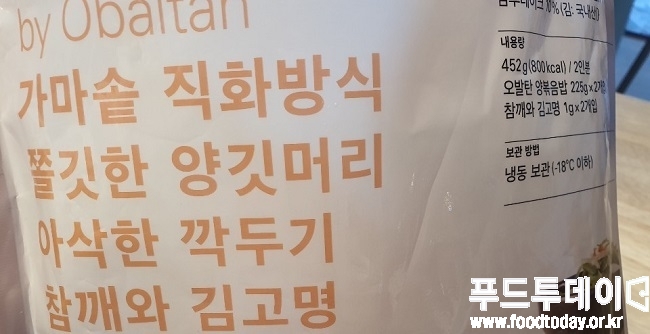 by Obaltan
가마솥 직화방식
쫄깃한 양깃머리
아삭한 깍두기
참깨와 김고명
내용량
452g(800kcal) / 2인분
오발탄 양볶음밥 225g×2개입
참깨와 김고명 1g×2개입
보관 방법
냉동 보관(-18℃ 이하)
푸드투데이
www.foodtoday.or.kr